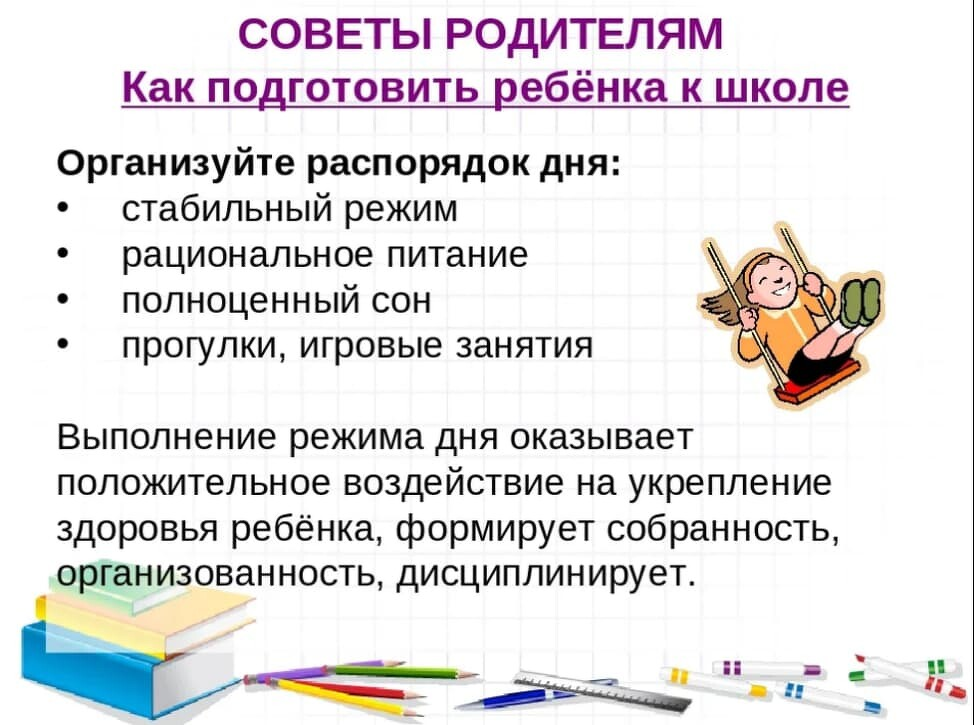 СОВЕТЫ РОДИТЕЛЯМ
Как подготовить ребёнка к школе
Организуйте распорядок дня:
• стабильный режим
• рациональное питание
• полноценный сон
• прогулки, игровые занятия
Выполнение режима дня оказывает
положительное воздействие на укрепление
здоровья ребёнка, формирует собранность,
организованность, дисциплинирует.